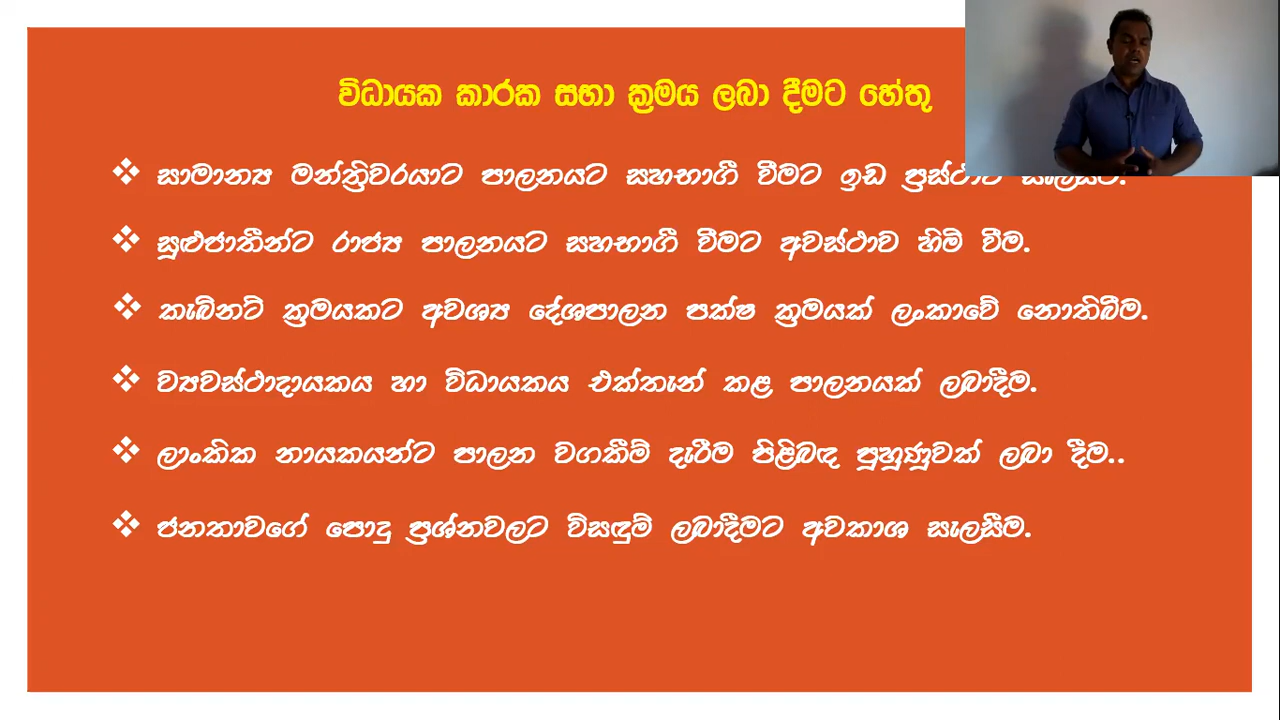 විධායක කාරක සභා ක්‍රමය ලබා දීමට හේතු
❖ සාමාන්‍ය මන්ත්‍රිවරයාට පාලනයට සහභාගී වීමට ඉඩ
❖ සුළුජාතීන්ට රාජ්‍ය පාලනයට සහභාගී වීමට අවස්ථාව හිමි වීම.
❖ කැබිනට් ක්‍රමයකට අවශ්‍ය දේශපාලන පක්ෂ ක්‍රමයක් ලංකාවේ නොතිබීම.
❖ ව්‍යවස්ථාදායකය හා විධායකය එක්තැන් කළ පාලනයක් ලබාදීම.
❖ ලාංකික නායකයන්ට පාලන වගකීම් දැරීම පිළිබඳ පුහුණුවක් ලබා දීම..
❖ ජනතාවගේ පොදු ප්‍රශ්නවලට විසඳුම් ලබාදීමට අවකාශ සැලසීම.